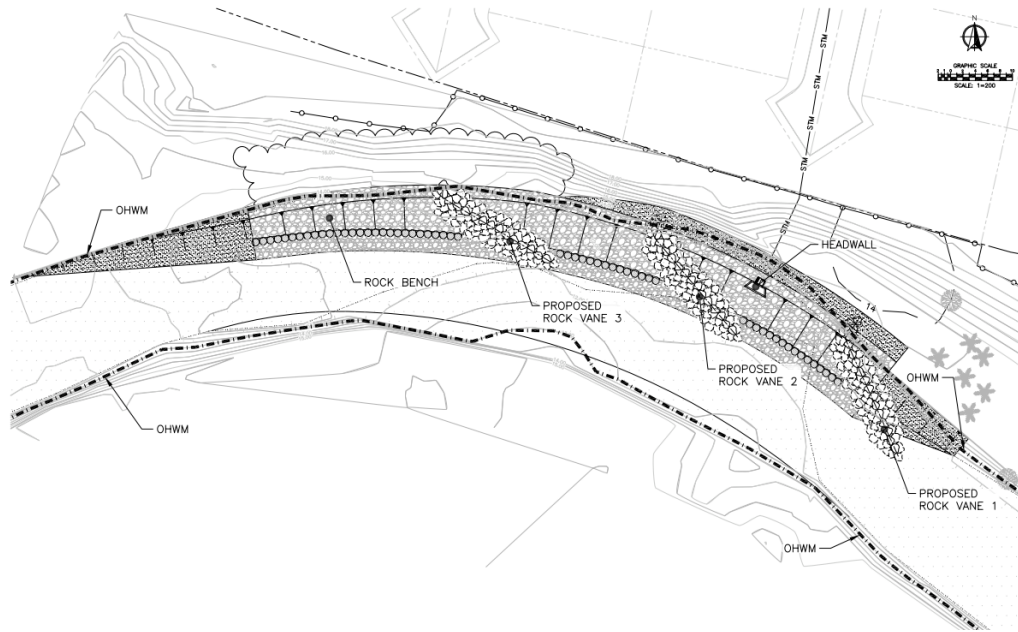 N
GRAPHIC SCALE
SCALE: 1=200
STM
STM
STM
STM
OHWM
HEADWALL
ROCK BENCH
14
PROPOSED
ROCK VANE 3
PROPOSED
ROCK VANE 2
OHWM
OHWM
PROPOSED
ROCK VANE 1
OHWM